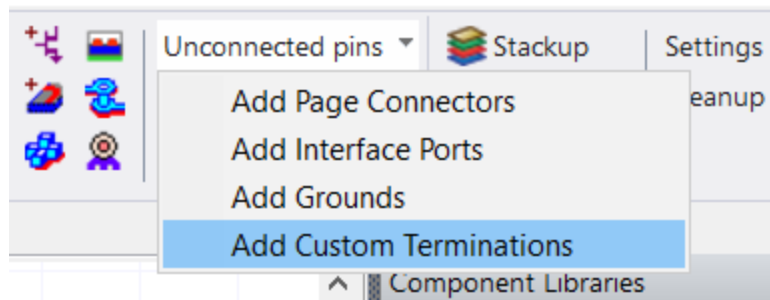 Unconnected pins
Stackup
Settings
Add Page Connectors
eanup
Add Interface Ports
Add Grounds
Add Custom Terminations
Component Libraries